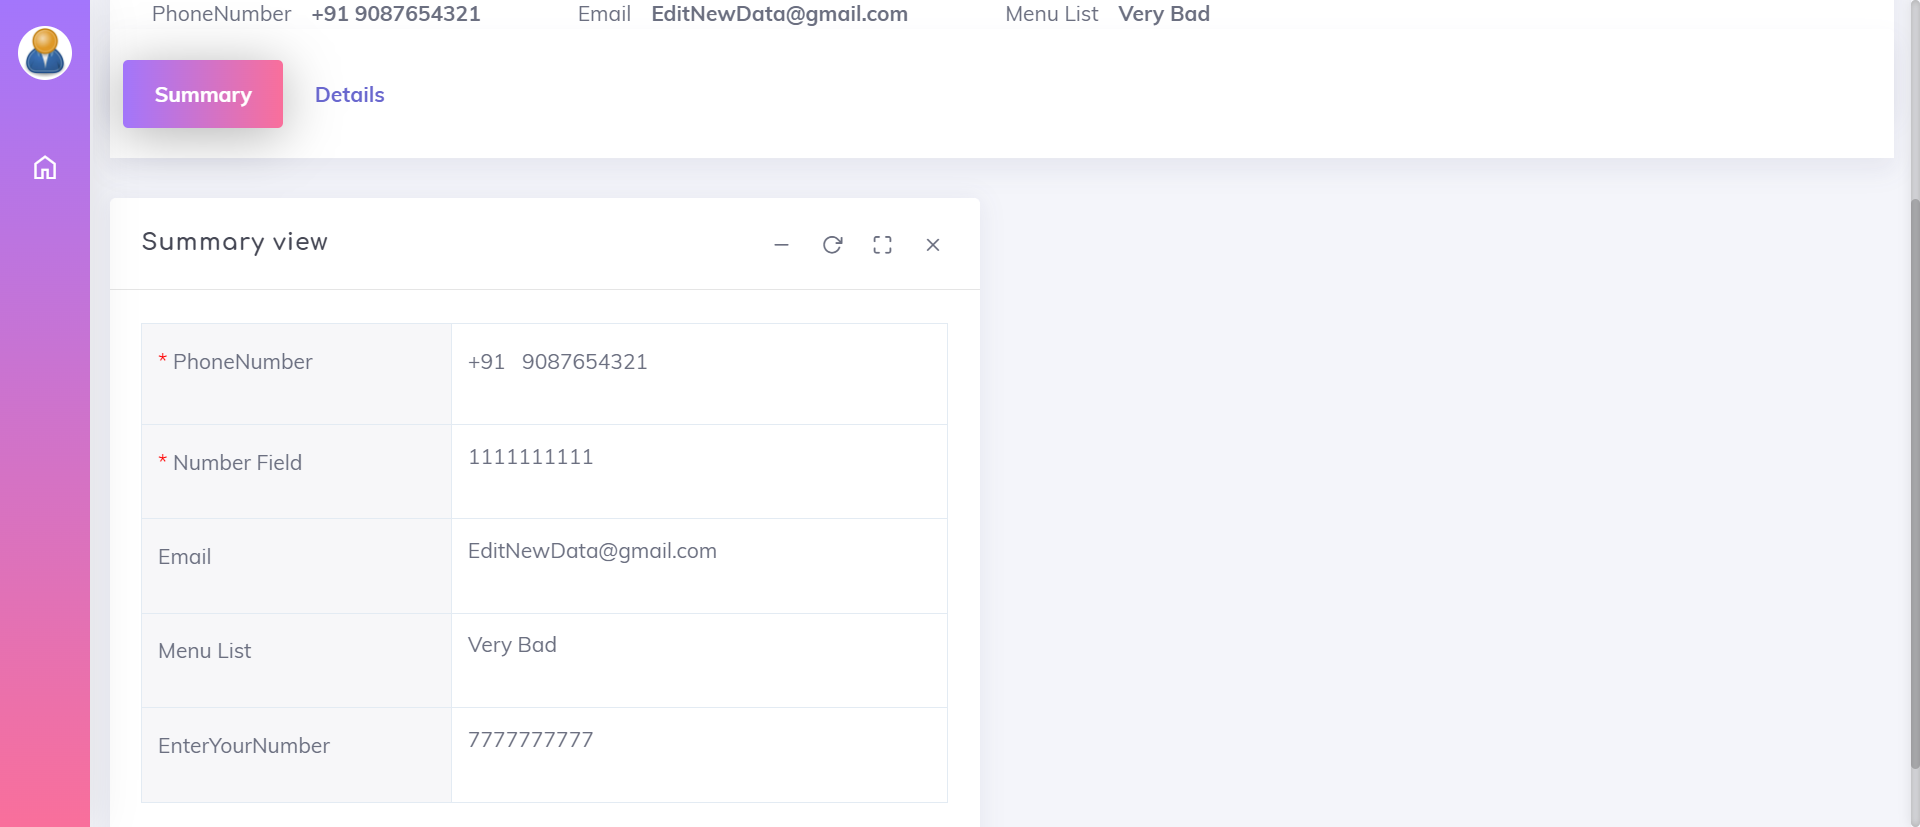 PhoneNumber +91 9087654321 Email EditNewData@gmail.com Menu List Very Bad
Summary Details
Summary view
* PhoneNumber +91 9087654321
* Number Field 1111111111
Email EditNewData@gmail.com
Menu List Very Bad
EnterYourNumber 7777777777